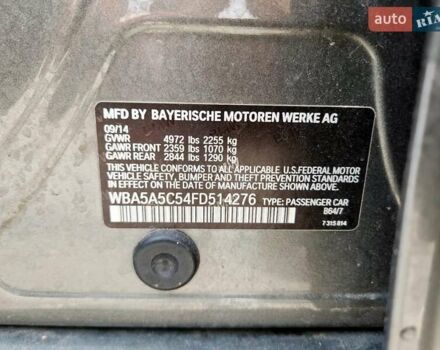 auto RIA
MFD BY BAYERISCHE MOTOREN WERKE AG
09/14
GVWR 4972 lbs 2255 kg
GAWR FRONT 2359 lbs 1070 kg
GAWR REAR 2844 lbs 1290 kg
THIS VEHICLE CONFORMS TO ALL APPLICABLE U.S.FEDERAL MOTOR
VEHICLE SAFETY, BUMPER AND THEFT PREVENTION STANDARDS
IN EFFECT ON THE DATE OF MANUFACTURE SHOWN ABOVE.
WBA5A5C54FD514276 TYPE: PASSENGER CAR
B64/7
7 315 814